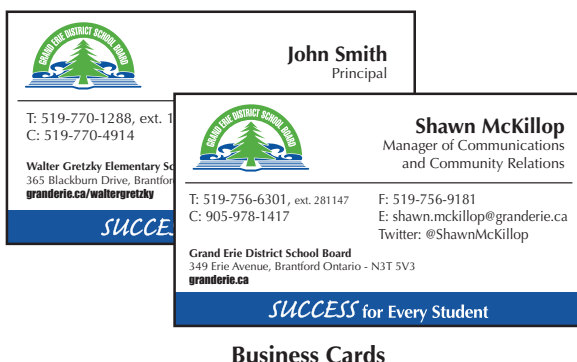 GRAND ERIE DISTRICT SCHOOL BOARD
John Smith
Principal
T: 519-770-1288, ext. 1
C: 519-770-4914
Walter Gretzky Elementary Sc
365 Blackburn Drive, Brantfor
granderie.ca/waltergretzky
SUCCE
GRAND ERIE DISTRICT SCHOOL BOARD
Shawn McKillop
Manager of Communications
and Community Relations
T: 519-756-6301, ext. 281147
C: 905-978-1417
F: 519-756-9181
E: shawn.mckillop@granderie.ca
Twitter: @ShawnMcKillop
Grand Erie District School Board
349 Erie Avenue, Brantford Ontario - N3T 5V3
granderie.ca
SUCCESS for Every Student
Business Cards